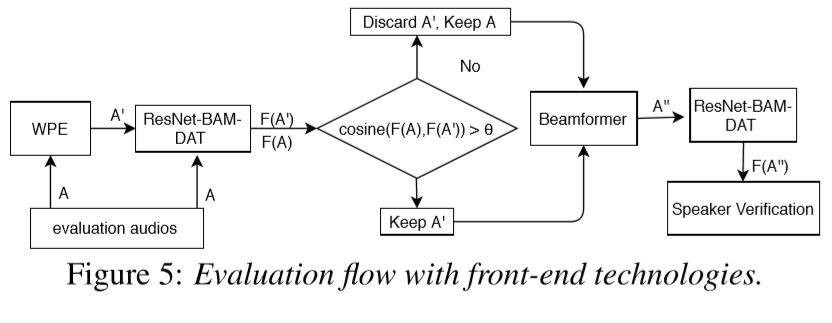 Discard A', Keep A
No
WPE
A'
ResNet-BAM-
DAT
F(A')
F(A)
cosine(F(A),F(A')) > θ
Beamformer
A"
ResNet-BAM-
DAT
A
A
F(A")
evaluation audios
Keep A'
Speaker Verification
Figure 5: Evaluation flow with front-end technologies.